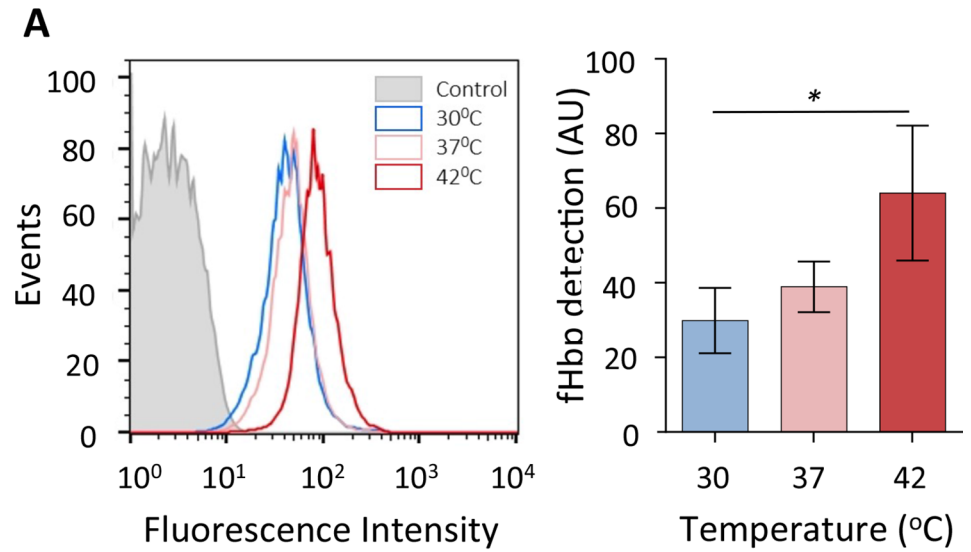 A
Events
100
80
60
40
20
0
10⁰ 10¹ 10² 10³ 10⁴
Fluorescence Intensity
Control
30⁰C
37⁰C
42⁰C
fHbp detection (AU)
100
80
60
40
20
0
*
30 37 42
Temperature (ºC)